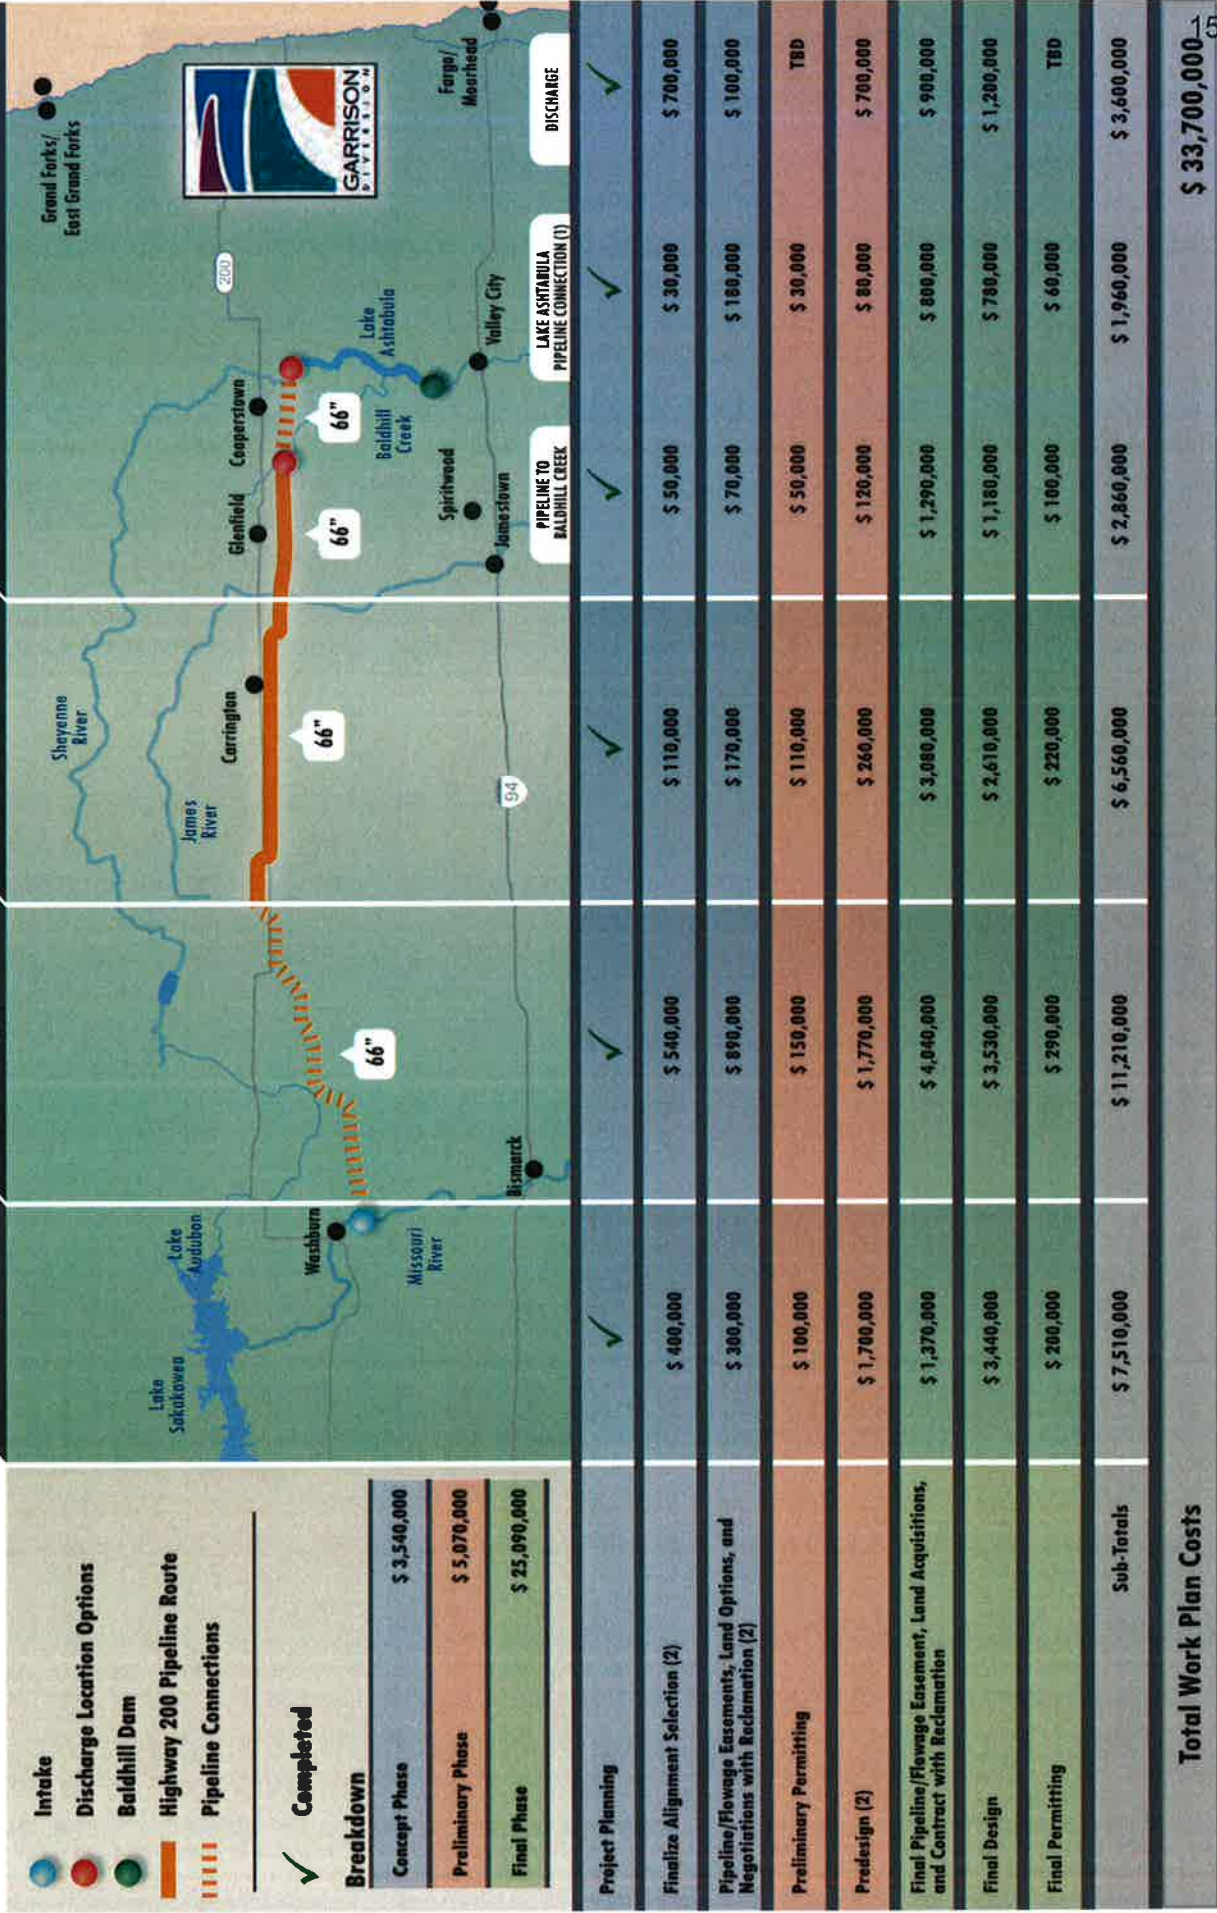 Intake
Discharge Location Options
Baldhill Dam
Highway 200 Pipeline Route
Pipeline Connections
Completed
Breakdown
Concept Phase $ 3,540,000
Preliminary Phase $ 5,070,000
Final Phase $ 25,090,000
Lake
Sakakawea
Lake
Audubon
Washburn
Missouri
River
Bismarck
66"
Sheyenne
River
James
River
Carrington
66"
94
Glenfield
Cooperstown
66"
66"
Baldhill
Creek
Lake
Ashtabula
Spiritwood
Jamestown
Valley City
200
Grand Forks/
East Grand Forks
GARRISON
DIVERSION
Fargo/
Moorhead
PIPELINE TO
BALDHILL CREEK
LAKE ASHTABULA
PIPELINE CONNECTION (1)
DISCHARGE
Project Planning ✓ ✓ ✓ ✓ ✓ ✓
Finalize Alignment Selection (2) $ 400,000 $ 540,000 $ 110,000 $ 50,000 $ 30,000 $ 700,000
Pipeline/Flowage Easements, Land Options, and
Negotiations with Reclamation (2) $ 300,000 $ 890,000 $ 170,000 $ 70,000 $ 180,000 $ 100,000
Preliminary Permitting $ 100,000 $ 150,000 $ 110,000 $ 50,000 $ 30,000 TBD
Predesign (2) $ 1,700,000 $ 1,770,000 $ 260,000 $ 120,000 $ 80,000 $ 700,000
Final Pipeline/Flowage Easement, Land Acquisitions,
and Contract with Reclamation $ 1,370,000 $ 4,040,000 $ 3,080,000 $ 1,290,000 $ 800,000 $ 900,000
Final Design $ 3,440,000 $ 3,530,000 $ 2,610,000 $ 1,180,000 $ 780,000 $ 1,200,000
Final Permitting $ 200,000 $ 290,000 $ 220,000 $ 100,000 $ 60,000 TBD
Sub-Totals $ 7,510,000 $ 11,210,000 $ 6,560,000 $ 2,860,000 $ 1,960,000 $ 3,600,000
Total Work Plan Costs $ 33,700,000
15